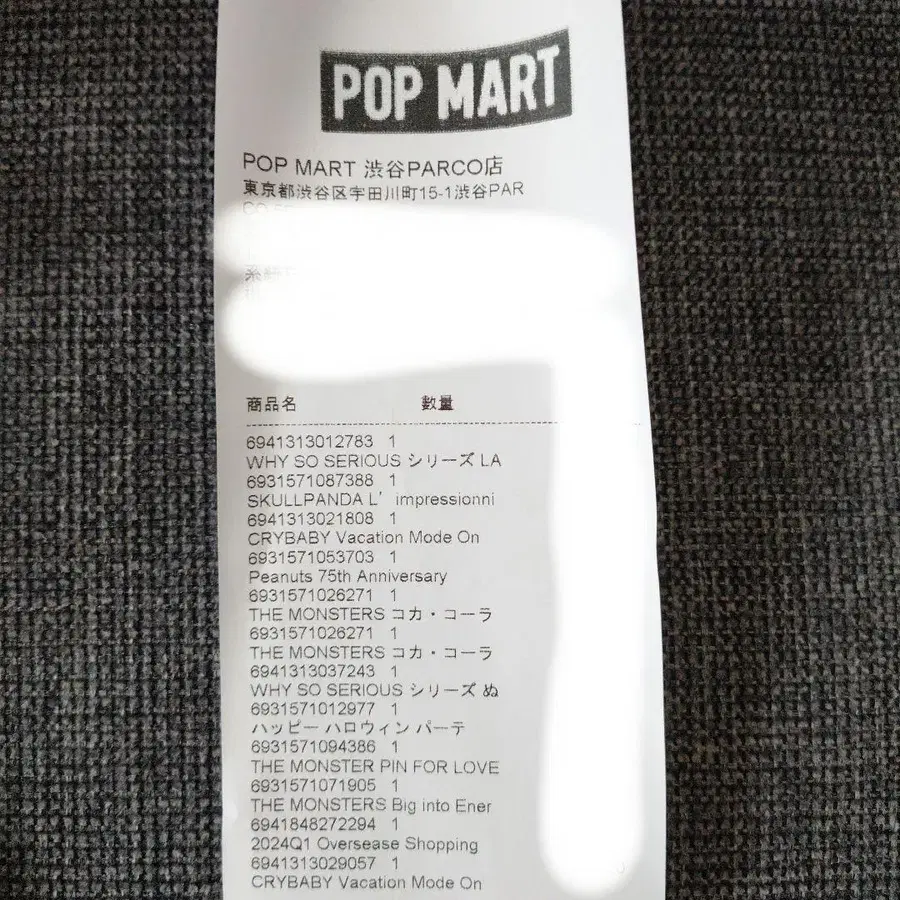 POP MART
POP MART 渋谷PARCO店
東京都渋谷区宇田川町15-1渋谷PAR
商品名 數量
6941313012783 1
WHY SO SERIOUS シリーズ LA
6931571087388 1
SKULLPANDA L' impressionni
6941313021808 1
CRYBABY Vacation Mode On
6931571053703 1
Peanuts 75th Anniversary
6931571026271 1
THE MONSTERS コカ・コーラ
6931571026271 1
THE MONSTERS コカ・コーラ
6941313037243 1
WHY SO SERIOUS シリーズ ぬ
6931571012977 1
ハッピー ハロウィン パーテ
6931571094386 1
THE MONSTER PIN FOR LOVE
6931571071905 1
THE MONSTERS Big into Ener
6941848272294 1
2024Q1 Oversease Shopping
6941313029057 1
CRYBABY Vacation Mode On